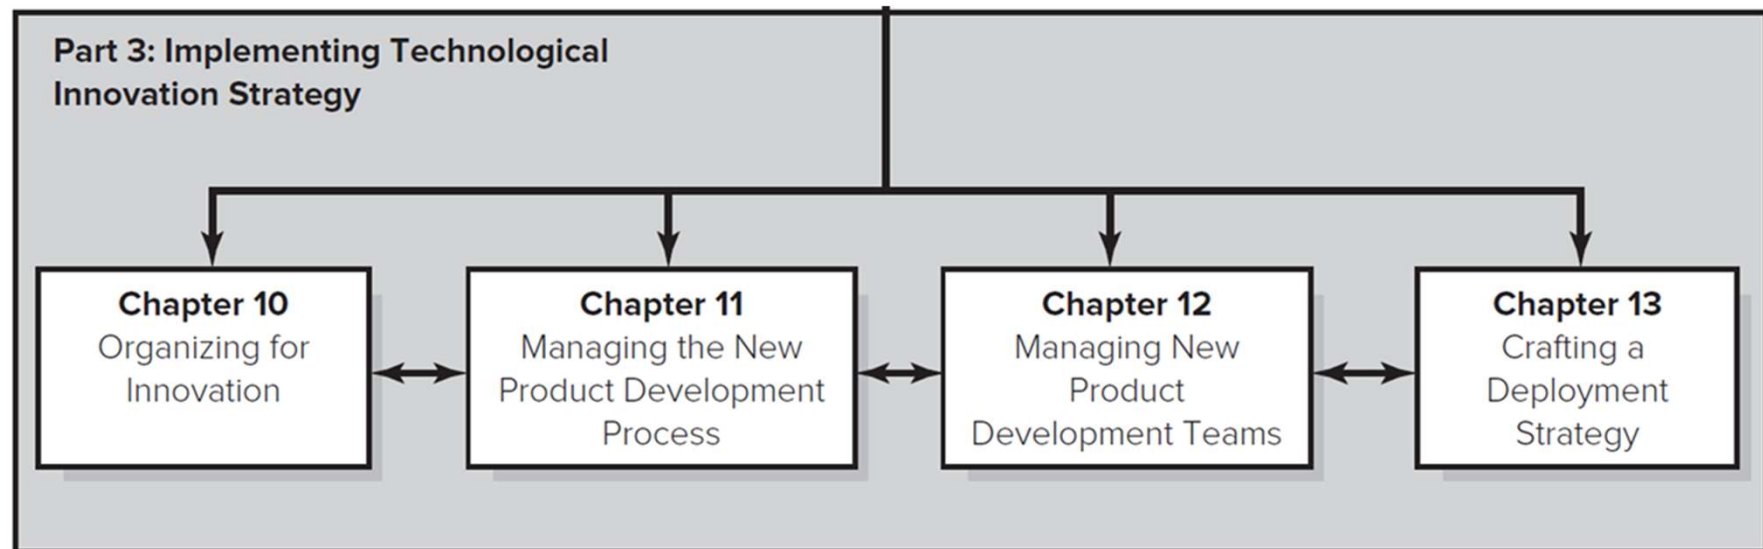 Part 3: Implementing Technological
Innovation Strategy
Chapter 10
Organizing for
Innovation
Chapter 11
Managing the New
Product Development
Process
Chapter 12
Managing New
Product
Development Teams
Chapter 13
Crafting a
Deployment
Strategy